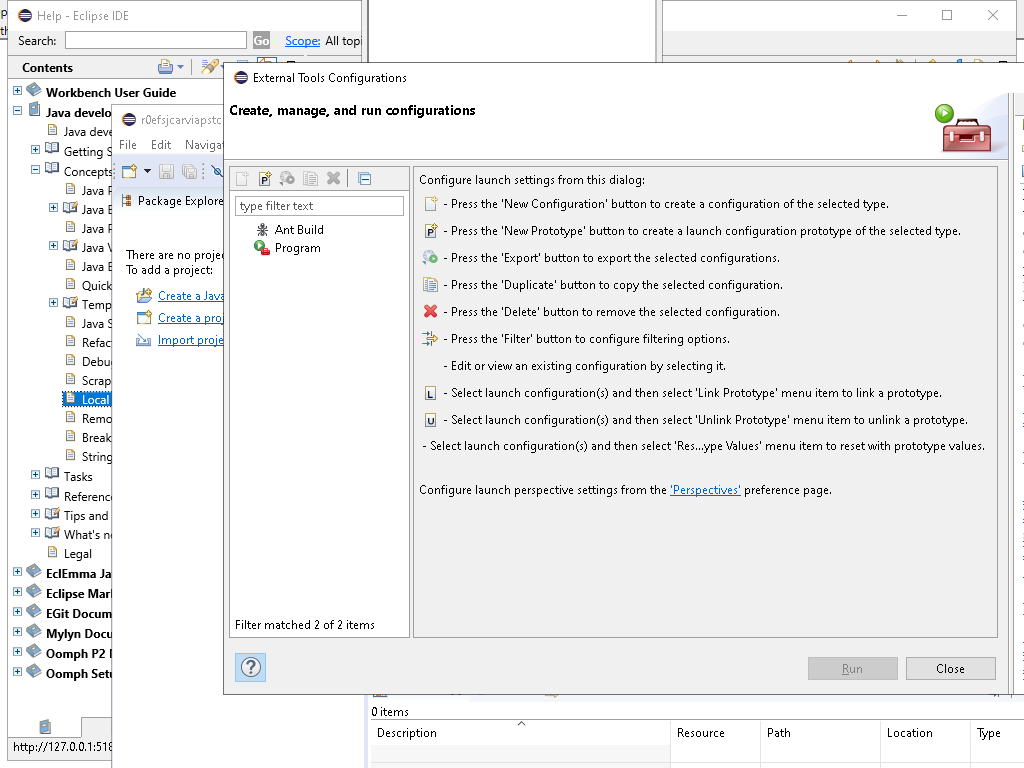 Help - Eclipse IDE
Search:
Go
Scope:
All topi
Contents
Workbench User Guide
Java develo
Java deve
Getting S
Concepts
Java P
Java B
Java P
Java V
Java E
Quick
Temp
Java S
Refac
Debu
Scrap
Local
Remo
Break
String
Tasks
Reference
Tips and
What's ne
Legal
EclEmma Ja
Eclipse Mar
EGit Docum
Mylyn Docu
Oomph P2
Oomph Setu
http://127.0.0.1:518
r0efsjcarviapstc
File Edit Navigat
Package Explore
There are no projec
To add a project:
Create a Java
Create a proj
Import projec
External Tools Configurations
Create, manage, and run configurations
type filter text
Ant Build
Program
Filter matched 2 of 2 items
Configure launch settings from this dialog:
- Press the 'New Configuration' button to create a configuration of the selected type.
- Press the 'New Prototype' button to create a launch configuration prototype of the selected type.
- Press the 'Export' button to export the selected configurations.
- Press the 'Duplicate' button to copy the selected configuration.
- Press the 'Delete' button to remove the selected configuration.
- Press the 'Filter' button to configure filtering options.
- Edit or view an existing configuration by selecting it.
L - Select launch configuration(s) and then select 'Link Prototype' menu item to link a prototype.
U - Select launch configuration(s) and then select 'Unlink Prototype' menu item to unlink a prototype.
- Select launch configuration(s) and then select 'Res...ype Values' menu item to reset with prototype values.
Configure launch perspective settings from the 'Perspectives' preference page.
Run
Close
0 items
Description Resource Path Location Type